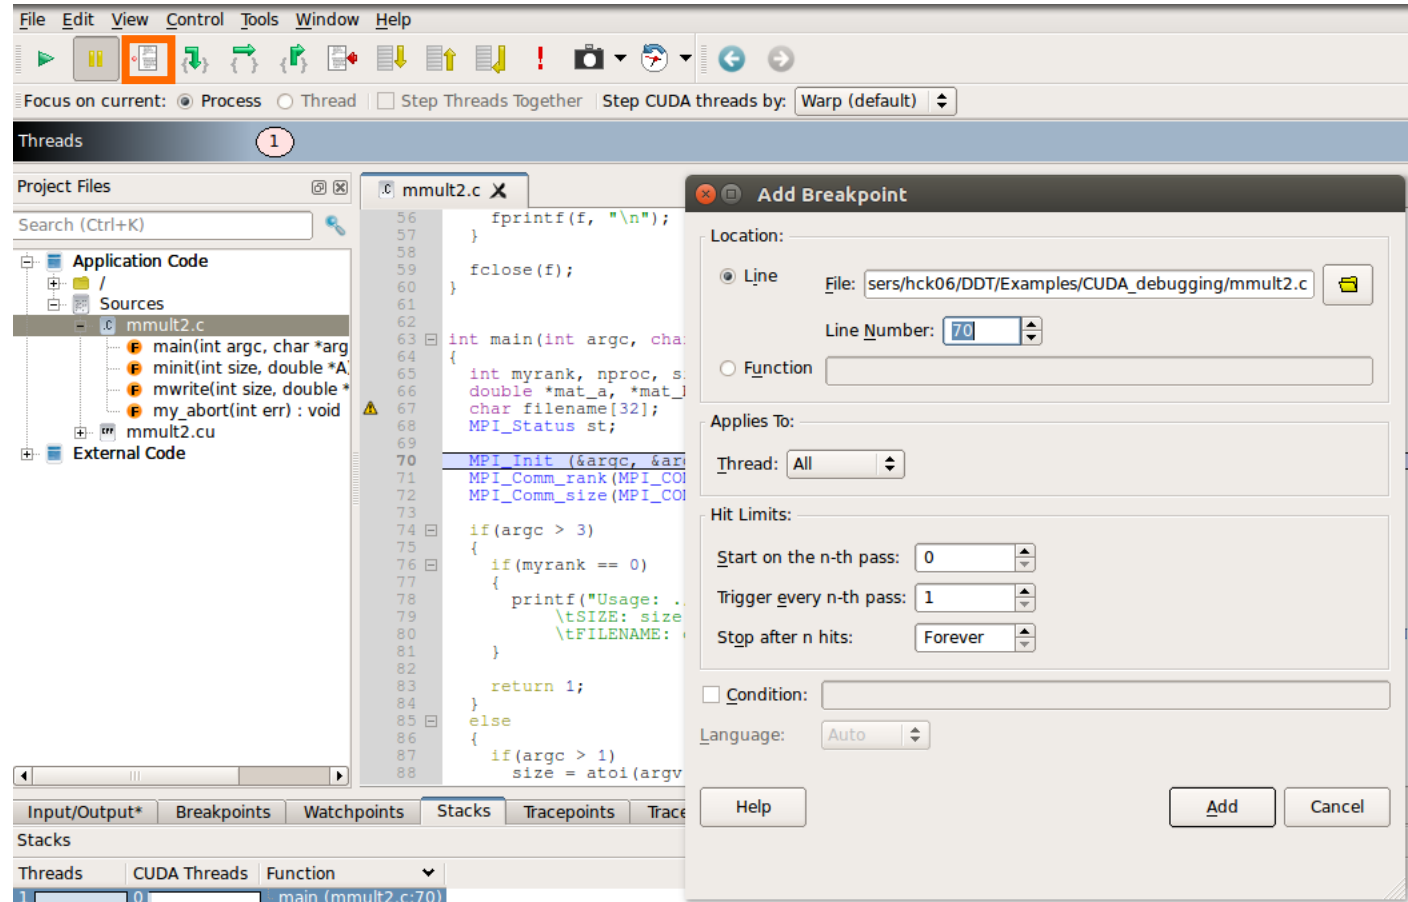 File Edit View Control Tools Window Help
Focus on current: Process Thread Step Threads Together Step CUDA threads by: Warp (default)
Threads 1
Project Files
Search (Ctrl+K)
Application Code
/
Sources
mmult2.c
main(int argc, char *arg
minit(int size, double *A
mwrite(int size, double *
my_abort(int err) : void
mmult2.cu
External Code
mmult2.c
56 fprintf(f, "\n");
57 }
58
59 fclose(f);
60 }
61
62
63 int main(int argc, cha
64 {
65 int myrank, nproc, s
66 double *mat_a, *mat_
67 char filename[32];
68 MPI_Status st;
69
70 MPI_Init (&argc, &ar
71 MPI_Comm_rank(MPI_CO
72 MPI_Comm_size(MPI_CO
73
74 if(argc > 3)
75 {
76 if(myrank == 0)
77 {
78 printf("Usage: .
79 \tSIZE: size
80 \tFILENAME:
81 }
82
83 return 1;
84 }
85 else
86 {
87 if(argc > 1)
88 size = atoi(argv
Add Breakpoint
Location:
Line File: sers/hck06/DDT/Examples/CUDA_debugging/mmult2.c
Line Number: 70
Function
Applies To:
Thread: All
Hit Limits:
Start on the n-th pass: 0
Trigger every n-th pass: 1
Stop after n hits: Forever
Condition:
Language: Auto
Help Add Cancel
Input/Output* Breakpoints Watchpoints Stacks Tracepoints Trace
Stacks
Threads CUDA Threads Function
1 0 main (mmult2.c:70)